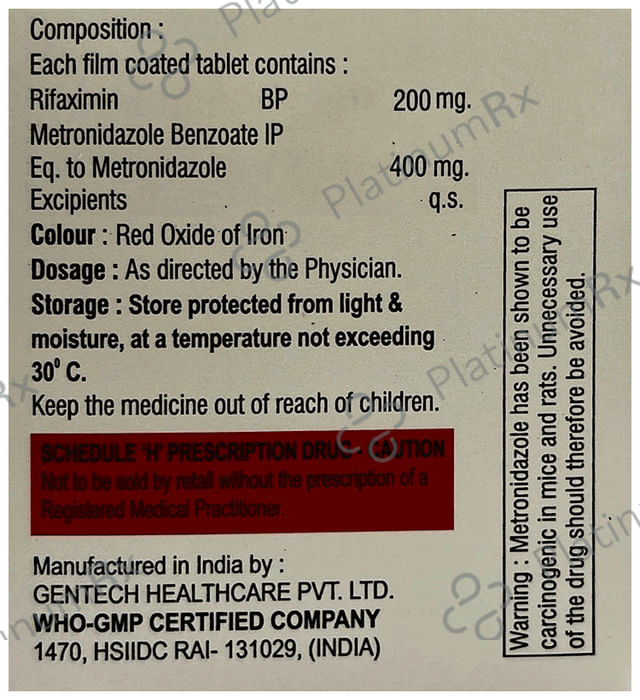 Composition :
Each film coated tablet contains :
Rifaximin BP 200 mg.
Metronidazole Benzoate IP
Eq. to Metronidazole 400 mg.
Excipients q.s.
Colour : Red Oxide of Iron
Dosage : As directed by the Physician.
Storage : Store protected from light &
moisture, at a temperature not exceeding
30⁰ C.
Keep the medicine out of reach of children.
SCHEDULE "H" PRESCRIPTION DRUG - CAUTION
Not to be sold by retail without the prescription of a
Registered Medical Practitioner.
Manufactured in India by :
GENTECH HEALTHCARE PVT. LTD.
WHO-GMP CERTIFIED COMPANY
1470, HSIIDC RAI- 131029, (INDIA)
Warning : Metronidazole has been shown to be
carcinogenic in mice and rats. Unnecessary use
of the drug should therefore be avoided.
PlatinumRx
PlatinumRx
PlatinumRx